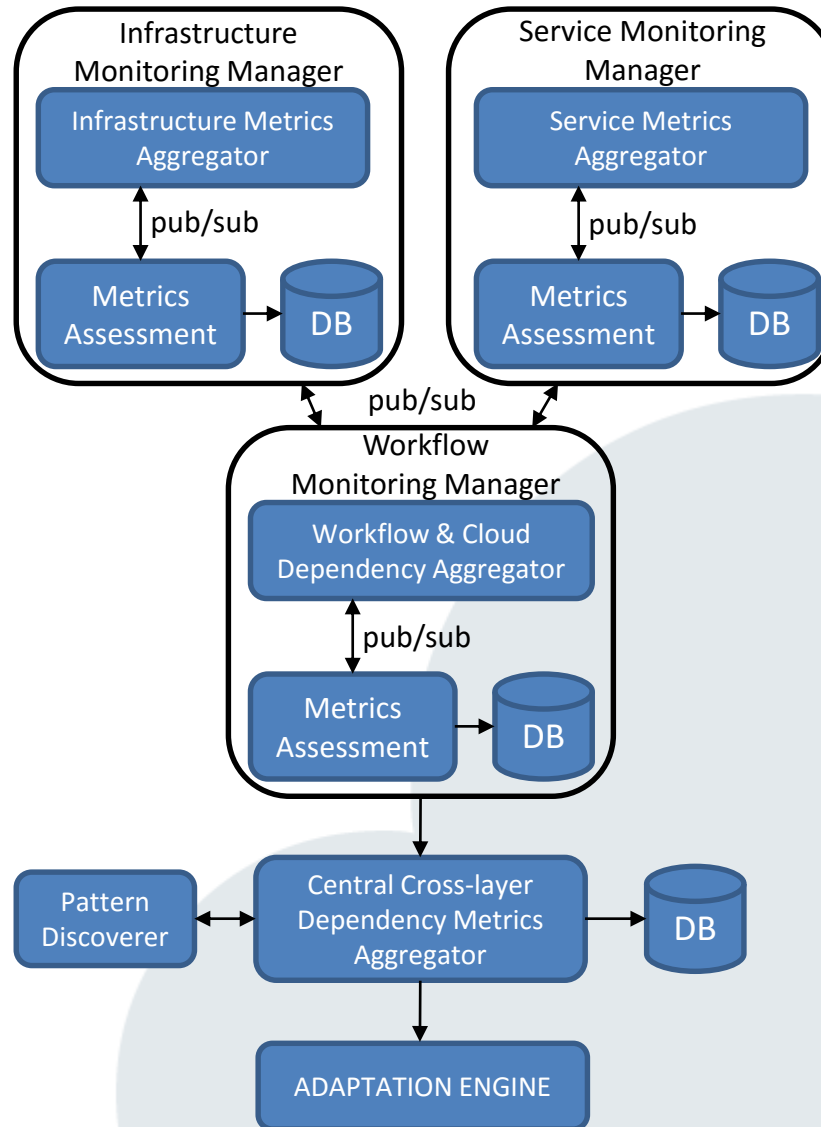 Infrastructure
Monitoring Manager
Infrastructure Metrics
Aggregator
pub/sub
Metrics
Assessment
DB
Service Monitoring
Manager
Service Metrics
Aggregator
pub/sub
Metrics
Assessment
DB
pub/sub
Workflow
Monitoring Manager
Workflow & Cloud
Dependency Aggregator
pub/sub
Metrics
Assessment
DB
Pattern
Discoverer
Central Cross-layer
Dependency Metrics
Aggregator
DB
ADAPTATION ENGINE